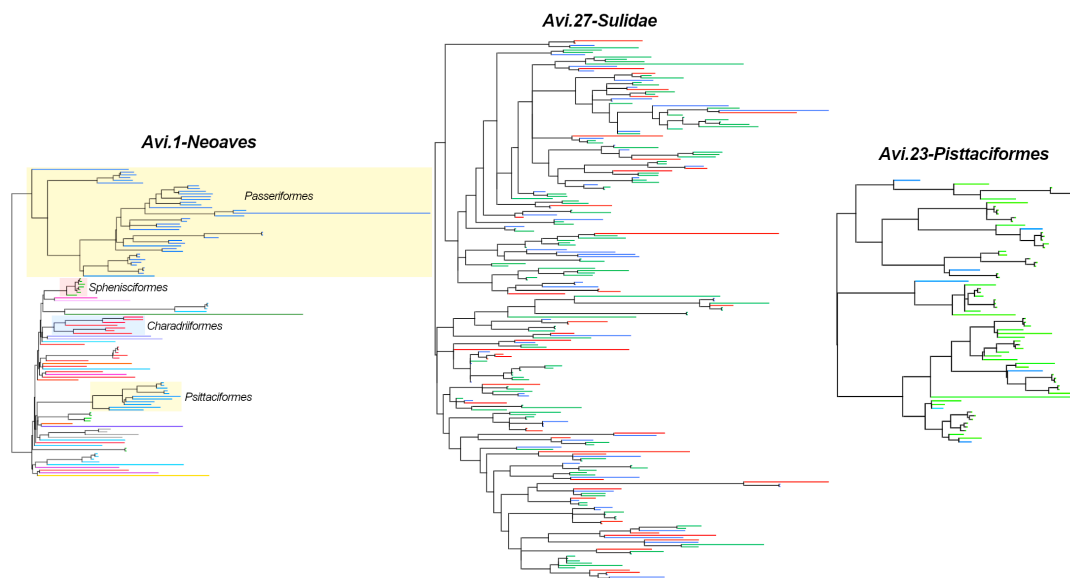 Avi.27-Sulidae
Avi.1-Neoaves
Avi.23-Pisttaciformes
Passeriformes
Sphenisciformes
Charadriiformes
Psittaciformes